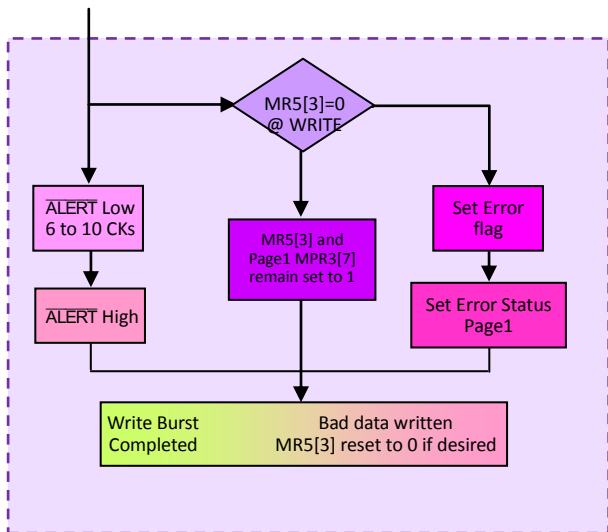 MR5[3]=0
@ WRITE
ALERT Low
6 to 10 CKs
MR5[3] and
Page1 MPR3[7]
remain set to 1
Set Error
flag
ALERT High
Set Error Status
Page1
Write Burst
Completed
Bad data written
MR5[3] reset to 0 if desired